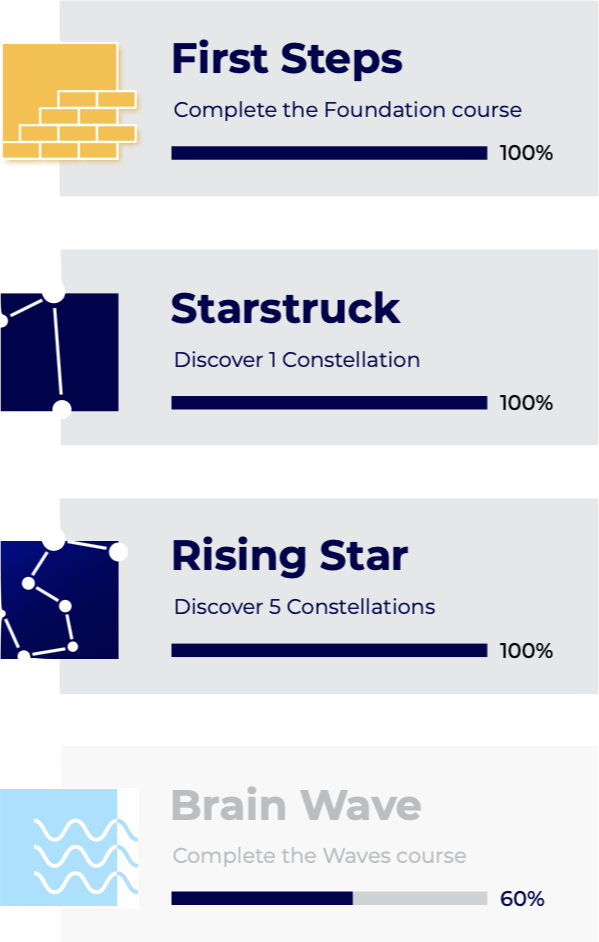 First Steps
Complete the Foundation course
100%
Starstruck
Discover 1 Constellation
100%
Rising Star
Discover 5 Constellations
100%
Brain Wave
Complete the Waves course
60%